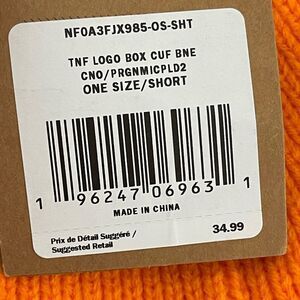 NF0A3FJX985-OS-SHT
TNF LOGO BOX CUF BNE
CNO/PRGNMICPLD2
ONE SIZE/SHORT
1 96247 06963 1
MADE IN CHINA
Prix de Détail Suggéré /
Suggested Retail
34.99